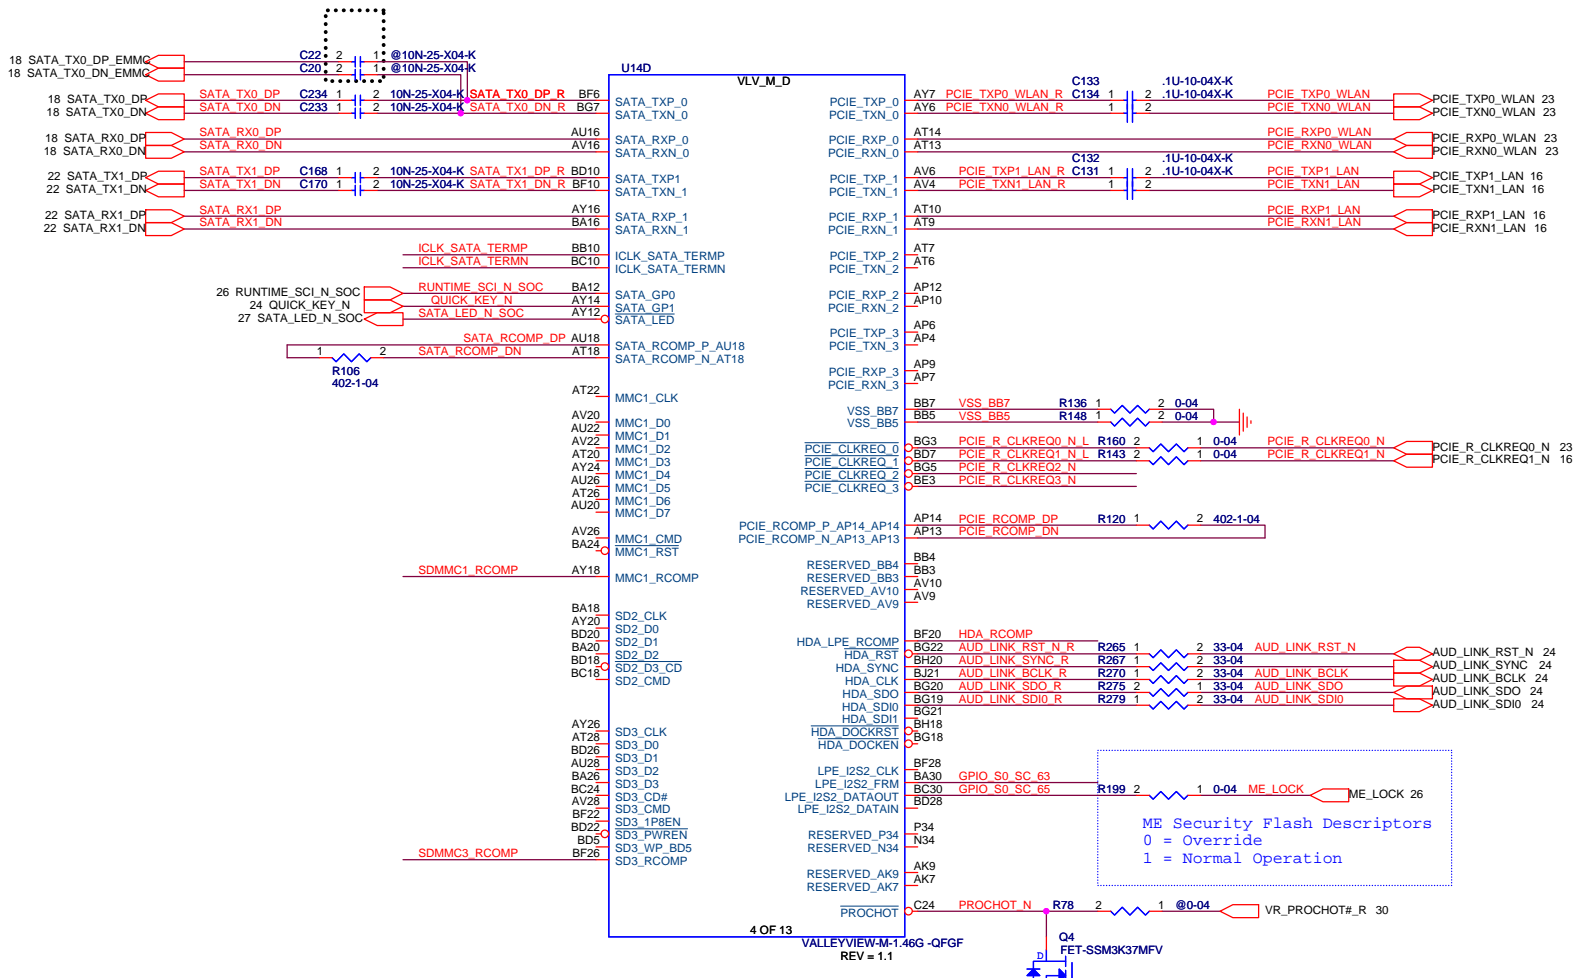 C22 2 1 @10N-25-X04-K
18 SATA_TX0_DP_EMMC
C20 2 1 @10N-25-X04-K
18 SATA_TX0_DN_EMMC
U14D
VLV_M_D
18 SATA_TX0_DP SATA_TX0_DP C234 1 2 10N-25-X04-K SATA_TX0_DP_R BF6 SATA_TXP_0
18 SATA_TX0_DN SATA_TX0_DN C233 1 2 10N-25-X04-K SATA_TX0_DN_R BG7 SATA_TXN_0
18 SATA_RX0_DP SATA_RX0_DP AU16 SATA_RXP_0
18 SATA_RX0_DN SATA_RX0_DN AV16 SATA_RXN_0
22 SATA_TX1_DP SATA_TX1_DP C168 1 2 10N-25-X04-K SATA_TX1_DP_R BD10 SATA_TXP1
22 SATA_TX1_DN SATA_TX1_DN C170 1 2 10N-25-X04-K SATA_TX1_DN_R BF10 SATA_TXN_1
22 SATA_RX1_DP SATA_RX1_DP AY16 SATA_RXP_1
22 SATA_RX1_DN SATA_RX1_DN BA16 SATA_RXN_1
ICLK_SATA_TERMP BB10 ICLK_SATA_TERMP
ICLK_SATA_TERMN BC10 ICLK_SATA_TERMN
26 RUNTIME_SCI_N_SOC RUNTIME_SCI_N_SOC BA12 SATA_GP0
24 QUICK_KEY_N QUICK_KEY_N AY14 SATA_GP1
27 SATA_LED_N_SOC SATA_LED_N_SOC AY12 SATA_LED
SATA_RCOMP_DP AU18 SATA_RCOMP_P_AU18
1 2 SATA_RCOMP_DN AT18 SATA_RCOMP_N_AT18
R106
402-1-04
AT22 MMC1_CLK
AV20 MMC1_D0
AU22 MMC1_D1
AV22 MMC1_D2
AT20 MMC1_D3
AY24 MMC1_D4
AU26 MMC1_D5
AT26 MMC1_D6
AU20 MMC1_D7
AV26 MMC1_CMD
BA24 MMC1_RST
SDMMC1_RCOMP AY18 MMC1_RCOMP
BA18 SD2_CLK
AY20 SD2_D0
BD20 SD2_D1
BA20 SD2_D2
BD18 SD2_D3_CD
BC18 SD2_CMD
AY26 SD3_CLK
AT28 SD3_D0
BD26 SD3_D1
AU28 SD3_D2
BA26 SD3_D3
BC24 SD3_CD#
AV28 SD3_CMD
BF22 SD3_1P8EN
BD22 SD3_PWREN
BD5 SD3_WP_BD5
SDMMC3_RCOMP BF26 SD3_RCOMP
C133 .1U-10-04X-K
PCIE_TXP_0 AY7 PCIE_TXP0_WLAN_R C134 1 2 .1U-10-04X-K PCIE_TXP0_WLAN PCIE_TXP0_WLAN 23
PCIE_TXN_0 AY6 PCIE_TXN0_WLAN_R 1 2 PCIE_TXN0_WLAN PCIE_TXN0_WLAN 23
PCIE_RXP_0 AT14 PCIE_RXP0_WLAN PCIE_RXP0_WLAN 23
PCIE_RXN_0 AT13 PCIE_RXN0_WLAN PCIE_RXN0_WLAN 23
C132 .1U-10-04X-K
PCIE_TXP_1 AV6 PCIE_TXP1_LAN_R C131 1 2 .1U-10-04X-K PCIE_TXP1_LAN PCIE_TXP1_LAN 16
PCIE_TXN_1 AV4 PCIE_TXN1_LAN_R 1 2 PCIE_TXN1_LAN PCIE_TXN1_LAN 16
PCIE_RXP_1 AT10 PCIE_RXP1_LAN PCIE_RXP1_LAN 16
PCIE_RXN_1 AT9 PCIE_RXN1_LAN PCIE_RXN1_LAN 16
PCIE_TXP_2 AT7
PCIE_TXN_2 AT6
PCIE_RXP_2 AP12
PCIE_RXN_2 AP10
PCIE_TXP_3 AP6
PCIE_TXN_3 AP4
PCIE_RXP_3 AP9
PCIE_RXN_3 AP7
VSS_BB7 BB7 VSS_BB7 R136 1 2 0-04
VSS_BB5 BB5 VSS_BB5 R148 1 2 0-04
PCIE_CLKREQ_0 BG3 PCIE_R_CLKREQ0_N_L R160 2 1 0-04 PCIE_R_CLKREQ0_N PCIE_R_CLKREQ0_N 23
PCIE_CLKREQ_1 BD7 PCIE_R_CLKREQ1_N_L R143 2 1 0-04 PCIE_R_CLKREQ1_N PCIE_R_CLKREQ1_N 16
PCIE_CLKREQ_2 BG5 PCIE_R_CLKREQ2_N
PCIE_CLKREQ_3 BE3 PCIE_R_CLKREQ3_N
PCIE_RCOMP_P_AP14_AP14 AP14 PCIE_RCOMP_DP R120 1 2 402-1-04
PCIE_RCOMP_N_AP13_AP13 AP13 PCIE_RCOMP_DN
RESERVED_BB4 BB4
RESERVED_BB3 BB3
RESERVED_AV10 AV10
RESERVED_AV9 AV9
HDA_LPE_RCOMP BF20 HDA_RCOMP
HDA_RST BG22 AUD_LINK_RST_N_R R265 1 2 33-04 AUD_LINK_RST_N AUD_LINK_RST_N 24
HDA_SYNC BH20 AUD_LINK_SYNC_R R267 1 2 33-04 AUD_LINK_SYNC 24
HDA_CLK BJ21 AUD_LINK_BCLK_R R270 1 2 33-04 AUD_LINK_BCLK AUD_LINK_BCLK 24
HDA_SDO BG20 AUD_LINK_SDO_R R275 2 1 33-04 AUD_LINK_SDO AUD_LINK_SDO 24
HDA_SDI0 BG19 AUD_LINK_SDI0_R R279 1 2 33-04 AUD_LINK_SDI0 AUD_LINK_SDI0 24
HDA_SDI1 BG21
HDA_DOCKRST BH18
HDA_DOCKEN BG18
LPE_I2S2_CLK BF28
LPE_I2S2_FRM BA30 GPIO_S0_SC_63
LPE_I2S2_DATAOUT BC30 GPIO_S0_SC_65 R199 2 1 0-04 ME_LOCK ME_LOCK 26
LPE_I2S2_DATAIN BD28
ME Security Flash Descriptors
0 = Override
1 = Normal Operation
RESERVED_P34 P34
RESERVED_N34 N34
RESERVED_AK9 AK9
RESERVED_AK7 AK7
PROCHOT C24 PROCHOT_N R78 2 1 @0-04 VR_PROCHOT#_R 30
4 OF 13
VALLEYVIEW-M-1.46G -QFGF
REV = 1.1
Q4
FET-SSM3K37MFV
D